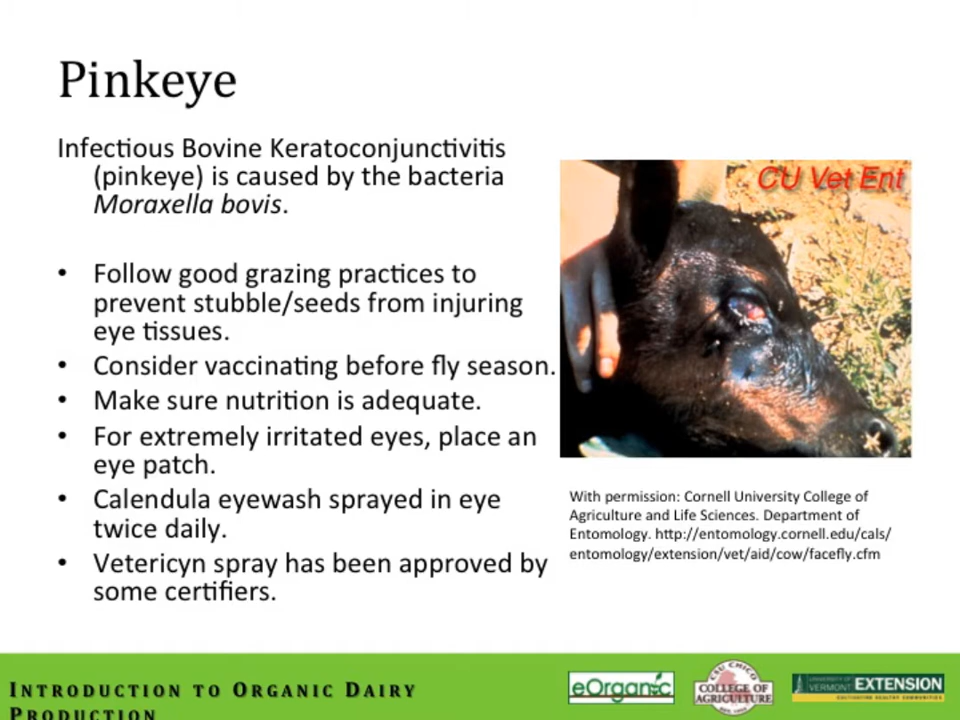 Pinkeye
Infectious Bovine Keratoconjunctivitis
(pinkeye) is caused by the bacteria
Moraxella bovis.
• Follow good grazing practices to
prevent stubble/seeds from injuring
eye tissues.
• Consider vaccinating before fly season.
• Make sure nutrition is adequate.
• For extremely irritated eyes, place an
eye patch.
• Calendula eyewash sprayed in eye
twice daily.
• Vetericyn spray has been approved by
some certifiers.
CU Vet Ent
With permission: Cornell University College of
Agriculture and Life Sciences. Department of
Entomology. http://entomology.cornell.edu/cals/
entomology/extension/vet/aid/cow/facefly.cfm
INTRODUCTION TO ORGANIC DAIRY
PRODUCTION
eOrganic
CSU CHICO
COLLEGE OF
AGRICULTURE
UNIVERSITY OF
VERMONT EXTENSION
CULTIVATING HEALTHY COMMUNITIES